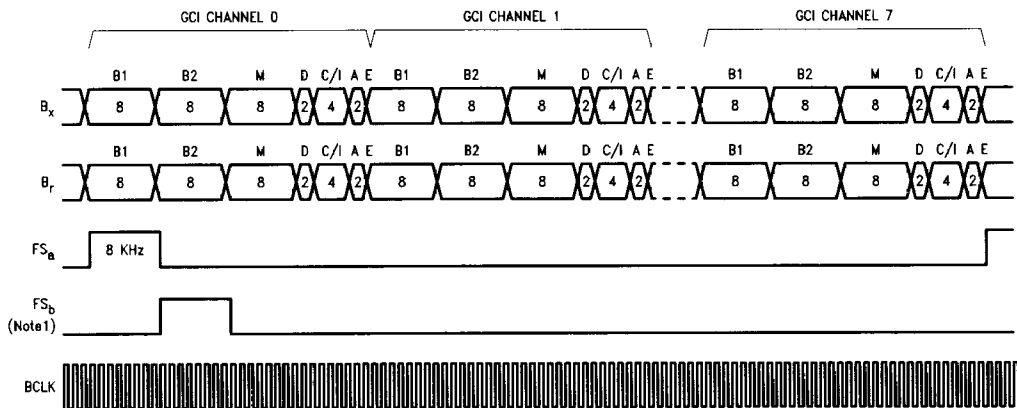 GCI CHANNEL 0 GCI CHANNEL 1 GCI CHANNEL 7
B1 B2 M D C/I A E B1 B2 M D C/I A E B1 B2 M D C/I A E
Bx 8 8 8 2 4 2 8 8 8 2 4 2 8 8 8 2 4 2
B1 B2 M D C/I A E B1 B2 M D C/I A E B1 B2 M D C/I A E
Br 8 8 8 2 4 2 8 8 8 2 4 2 8 8 8 2 4 2
FSa 8 KHz
FSb
(Note1)
BCLK